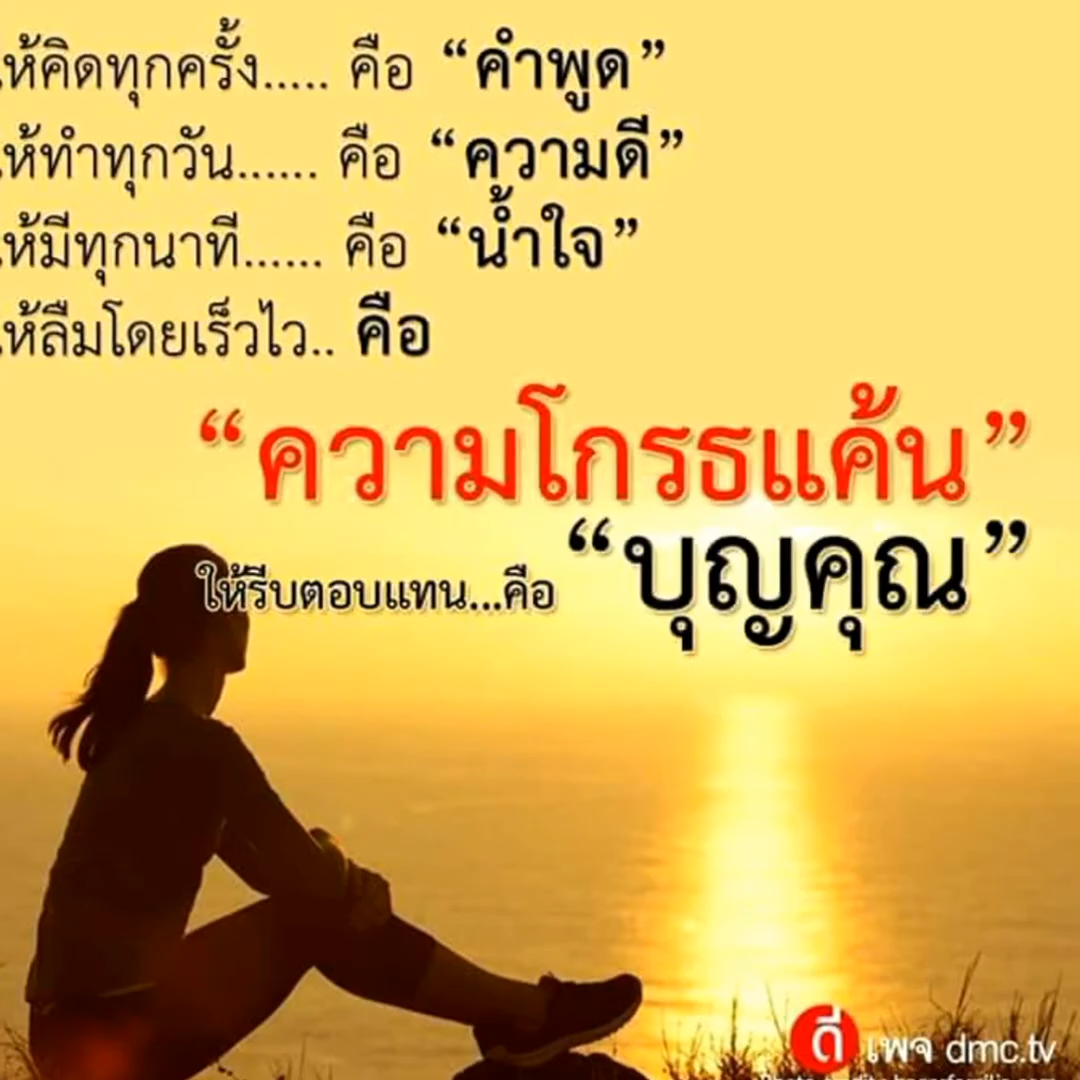 ให้คิดทุกครั้ง..... คือ “คำพูด”
ให้ทำทุกวัน...... คือ “ความดี”
ให้มีทุกนาที...... คือ “น้ำใจ”
ให้ลืมโดยเร็วไว.. คือ
“ความโกรธแค้น”
ให้รีบตอบแทน...คือ “บุญคุณ”
ดี เพจ dmc.tv